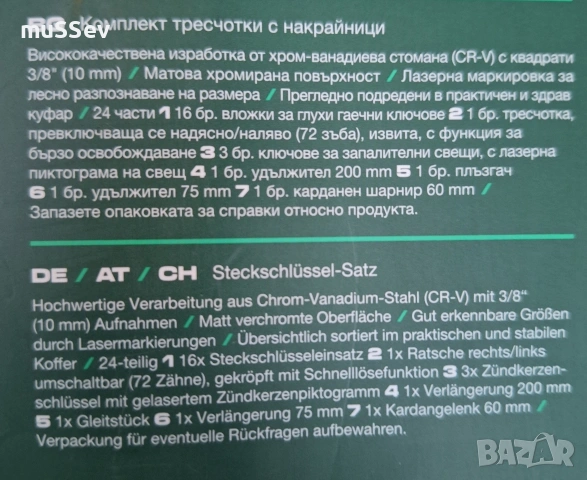 mu5Sev
BG Комплект тресчотки с накрайници
Висококачествена изработка от хром-ванадиева стомана (CR-V) с квадрати
3/8" (10 mm) / Матова хромирана повърхност / Лазерна маркировка за
лесно разпознаване на размера / Прегледно подредени в практичен и здрав
куфар / 24 части 1 16 бр. вложки за глухи гаечни ключове 2 1 бр. тресчотка,
превключваща се надясно/наляво (72 зъба), извита, с функция за
бързо освобождаване 3 3 бр. ключове за запалителни свещи, с лазерна
пиктограма на свещ 4 1 бр. удължител 200 mm 5 1 бр. плъзгач
6 1 бр. удължител 75 mm 7 1 бр. карданен шарнир 60 mm /
Запазете опаковката за справки относно продукта.
DE / AT / CH Steckschlüssel-Satz
Hochwertige Verarbeitung aus Chrom-Vanadium-Stahl (CR-V) mit 3/8"
(10 mm) Aufnahmen / Matt verchromte Oberfläche / Gut erkennbare Größen
durch Lasermarkierungen / Übersichtlich sortiert im praktischen und stabilen
Koffer / 24-teilig 1 16x Steckschlüsseleinsatz 2 1x Ratsche rechts/links
umschaltbar (72 Zähne), gekröpft mit Schnelllösefunktion 3 3x Zündkerzen-
schlüssel mit gelasertem Zündkerzenpiktogramm 4 1x Verlängerung 200 mm
5 1x Gleitstück 6 1x Verlängerung 75 mm 7 1x Kardangelenk 60 mm /
Verpackung für eventuelle Rückfragen aufbewahren.
BAZAR